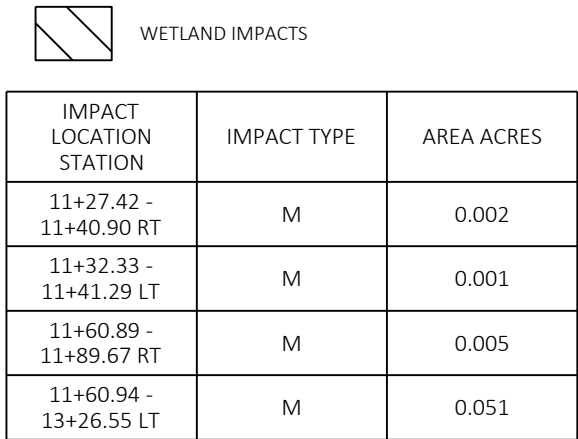 WETLAND IMPACTS
IMPACT
LOCATION
STATION
IMPACT TYPE
AREA ACRES
11+27.42 -
11+40.90 RT
M
0.002
11+32.33 -
11+41.29 LT
M
0.001
11+60.89 -
11+89.67 RT
M
0.005
11+60.94 -
13+26.55 LT
M
0.051